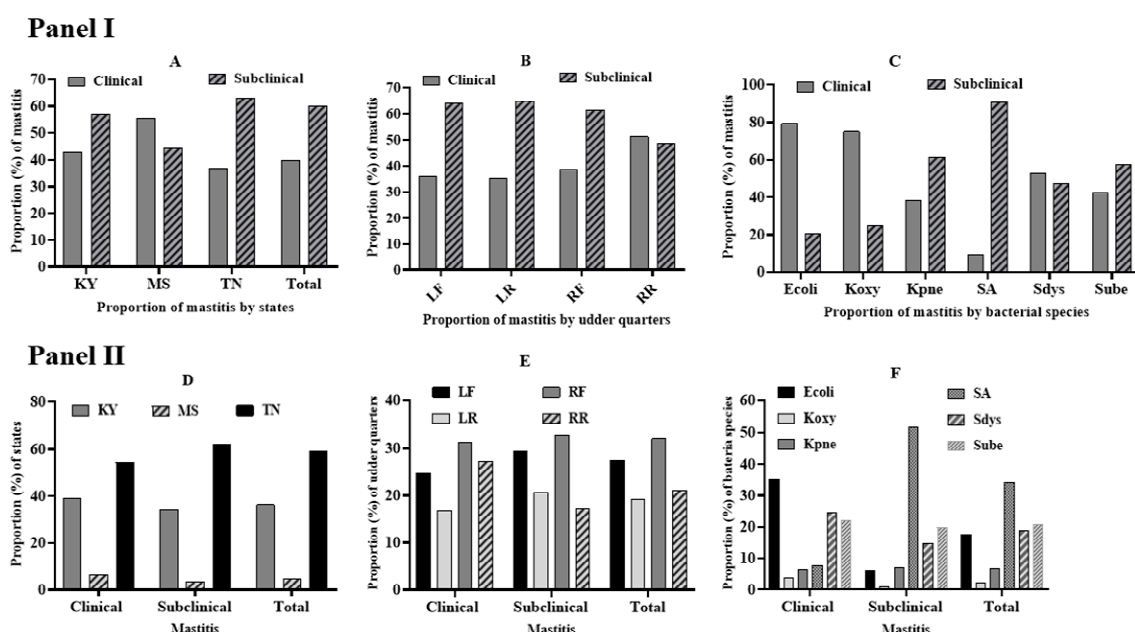 Panel I
A
Clinical
Subclinical
Proportion (%) of mastitis
70
60
50
40
30
20
10
0
KY
MS
TN
Total
Proportion of mastitis by states
B
Clinical
Subclinical
Proportion (%) of mastitis
70
60
50
40
30
20
10
0
LF
LR
RF
RR
Proportion of mastitis by udder quarters
C
Clinical
Subclinical
Proportion (%) of mastitis
100
80
60
40
20
0
Ecoli
Koxy
Kpne
SA
Sdys
Sube
Proportion of mastitis by bacterial species
Panel II
D
KY
MS
TN
Proportion (%) of states
80
60
40
20
0
Clinical
Subclinical
Total
Mastitis
E
LF
RF
LR
RR
Proportion (%) of udder quarters
40
30
20
10
0
Clinical
Subclinical
Total
Mastitis
F
Ecoli
SA
Koxy
Sdys
Kpne
Sube
Proportion (%) of bateria species
60
50
40
30
20
10
0
Clinical
Subclinical
Total
Mastitis